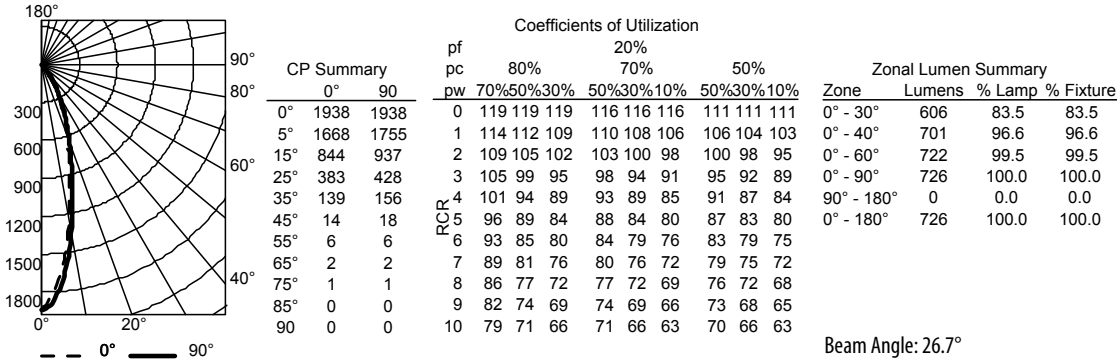 180°
90°
80°
60°
40°
20°
0°
300
600
900
1200
1500
1800
0° 90°
CP Summary
0° 90
0° 1938 1938
5° 1668 1755
15° 844 937
25° 383 428
35° 139 156
45° 14 18
55° 6 6
65° 2 2
75° 1 1
85° 0 0
90 0 0
Coefficients of Utilization
pf 20%
pc 80% 70% 50%
pw 70%50%30% 50%30%10% 50%30%10%
RCR
0 119 119 119 116 116 116 111 111 111
1 114 112 109 110 108 106 106 104 103
2 109 105 102 103 100 98 100 98 95
3 105 99 95 98 94 91 95 92 89
4 101 94 89 93 89 85 91 87 84
5 96 89 84 88 84 80 87 83 80
6 93 85 80 84 79 76 83 79 75
7 89 81 76 80 76 72 79 75 72
8 86 77 72 77 72 69 76 72 68
9 82 74 69 74 69 66 73 68 65
10 79 71 66 71 66 63 70 66 63
Zonal Lumen Summary
Zone Lumens % Lamp % Fixture
0° - 30° 606 83.5 83.5
0° - 40° 701 96.6 96.6
0° - 60° 722 99.5 99.5
0° - 90° 726 100.0 100.0
90° - 180° 0 0.0 0.0
0° - 180° 726 100.0 100.0
Beam Angle: 26.7°